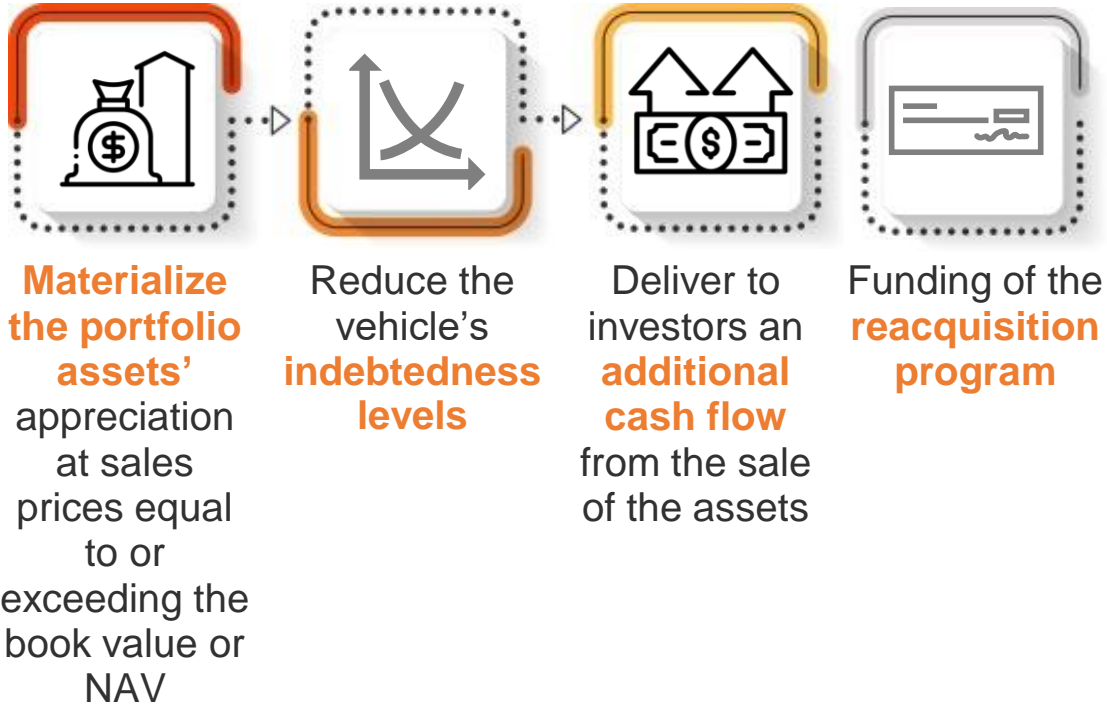 Materialize
the portfolio
assets’
appreciation
at sales
prices equal
to or
exceeding the
book value or
NAV
Reduce the
vehicle’s
indebtedness
levels
Deliver to
investors an
additional
cash flow
from the sale
of the assets
Funding of the
reacquisition
program